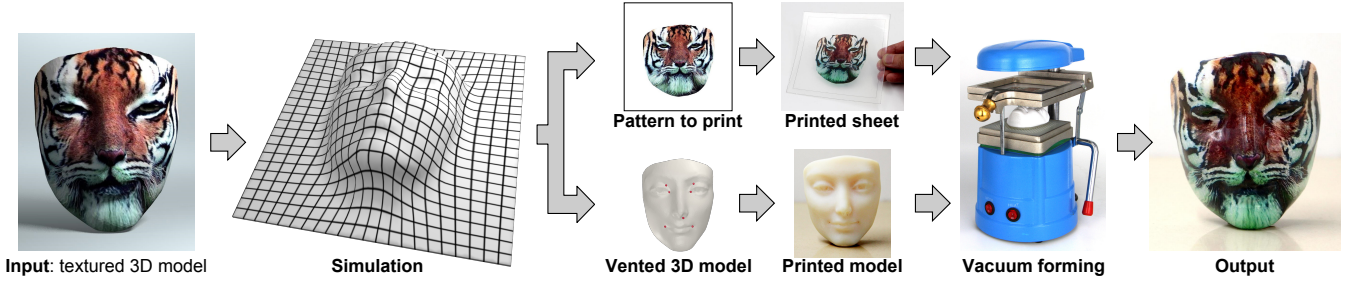 Pattern to print
Printed sheet
Input: textured 3D model
Simulation
Vented 3D model
Printed model
Vacuum forming
Output